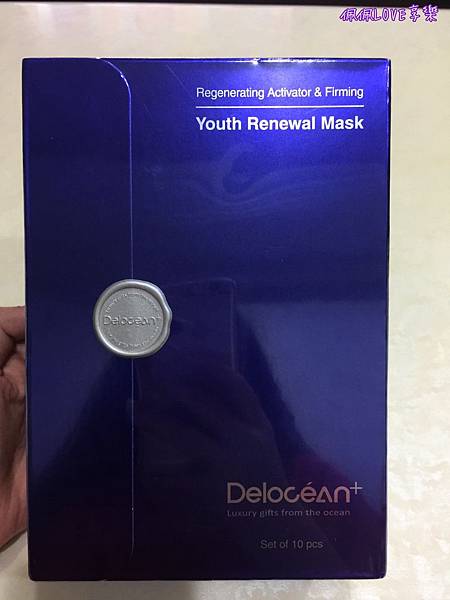 佩佩LOVE享樂
Regenerating Activator & Firming
Youth Renewal Mask
Delocéan+
Delocéan+
Luxury gifts from the ocean
Set of 10 pcs